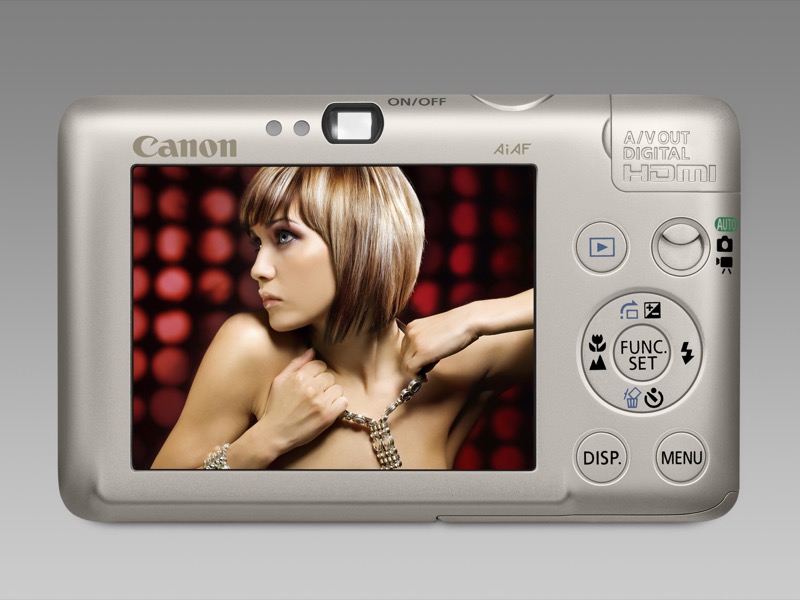 ON/OFF
Canon
AiAF
A/V OUT
DIGITAL
HDMI
AUTO
FUNC.
SET
DISP.
MENU